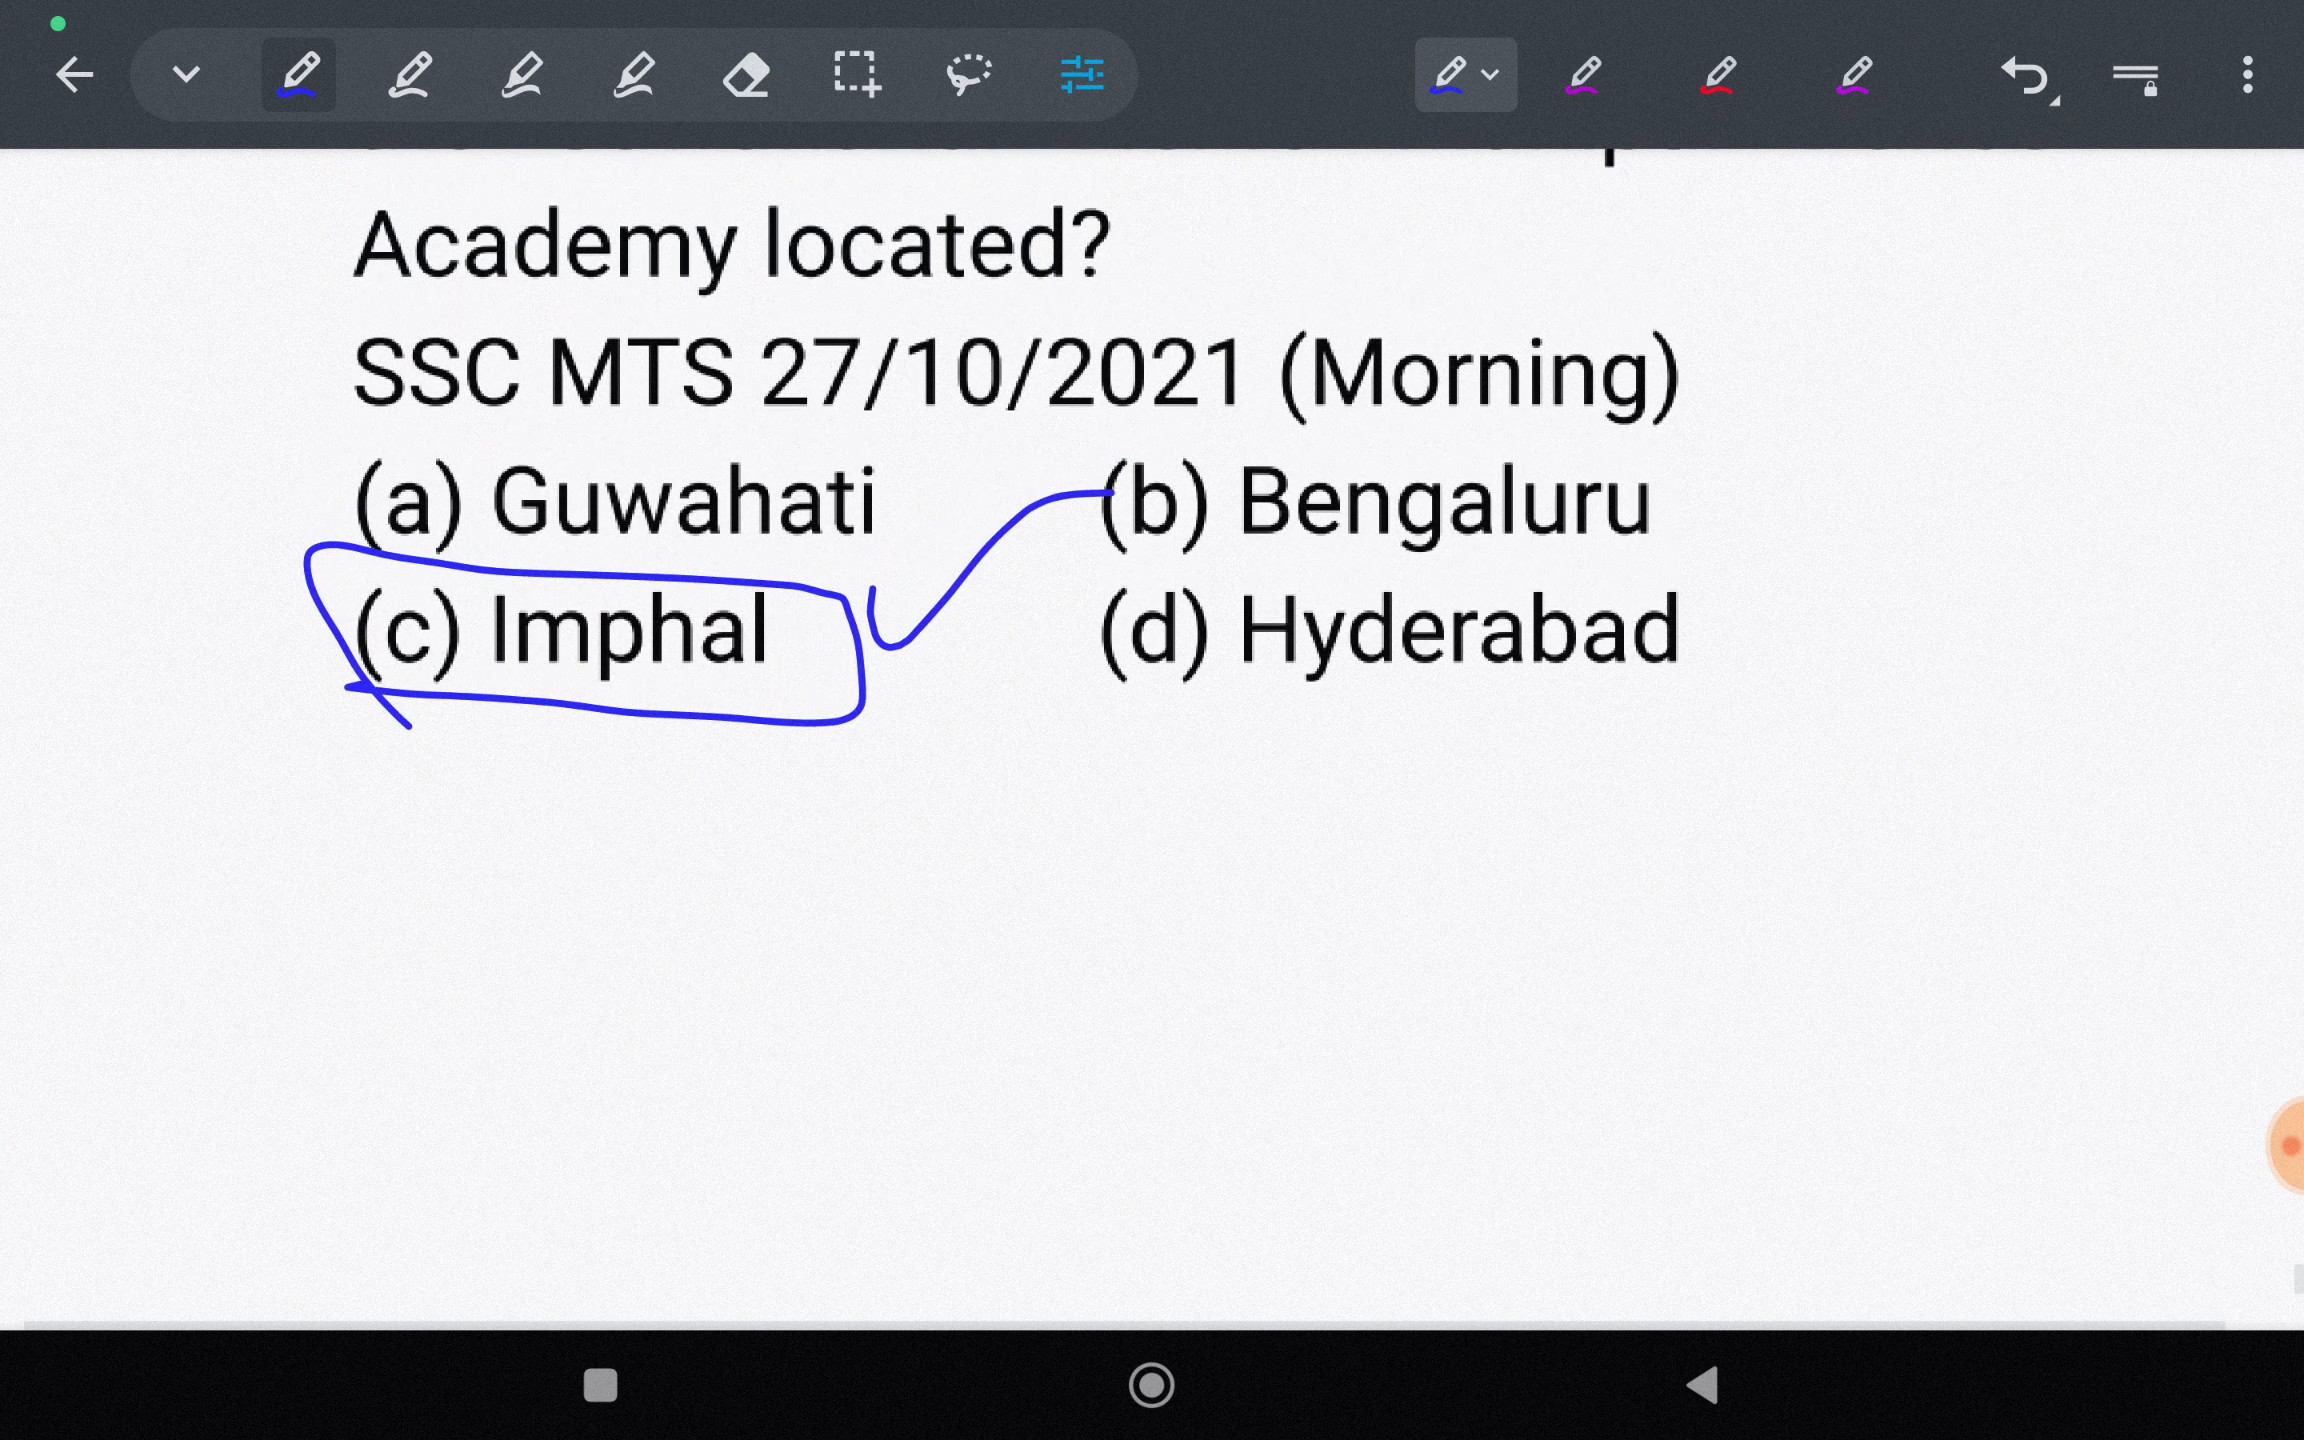 Academy located?
SSC MTS 27/10/2021 (Morning)
(a) Guwahati (b) Bengaluru
(c) Imphal (d) Hyderabad